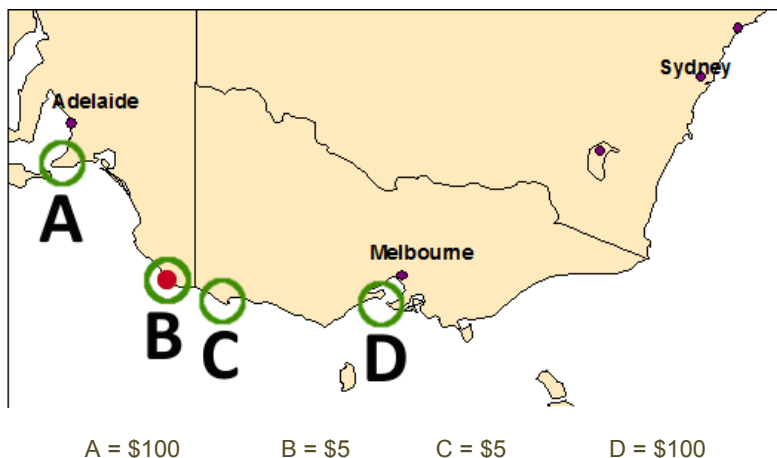 Sydney
Adelaide
A
Melbourne
B
C
D
A = $100 B = $5 C = $5 D = $100